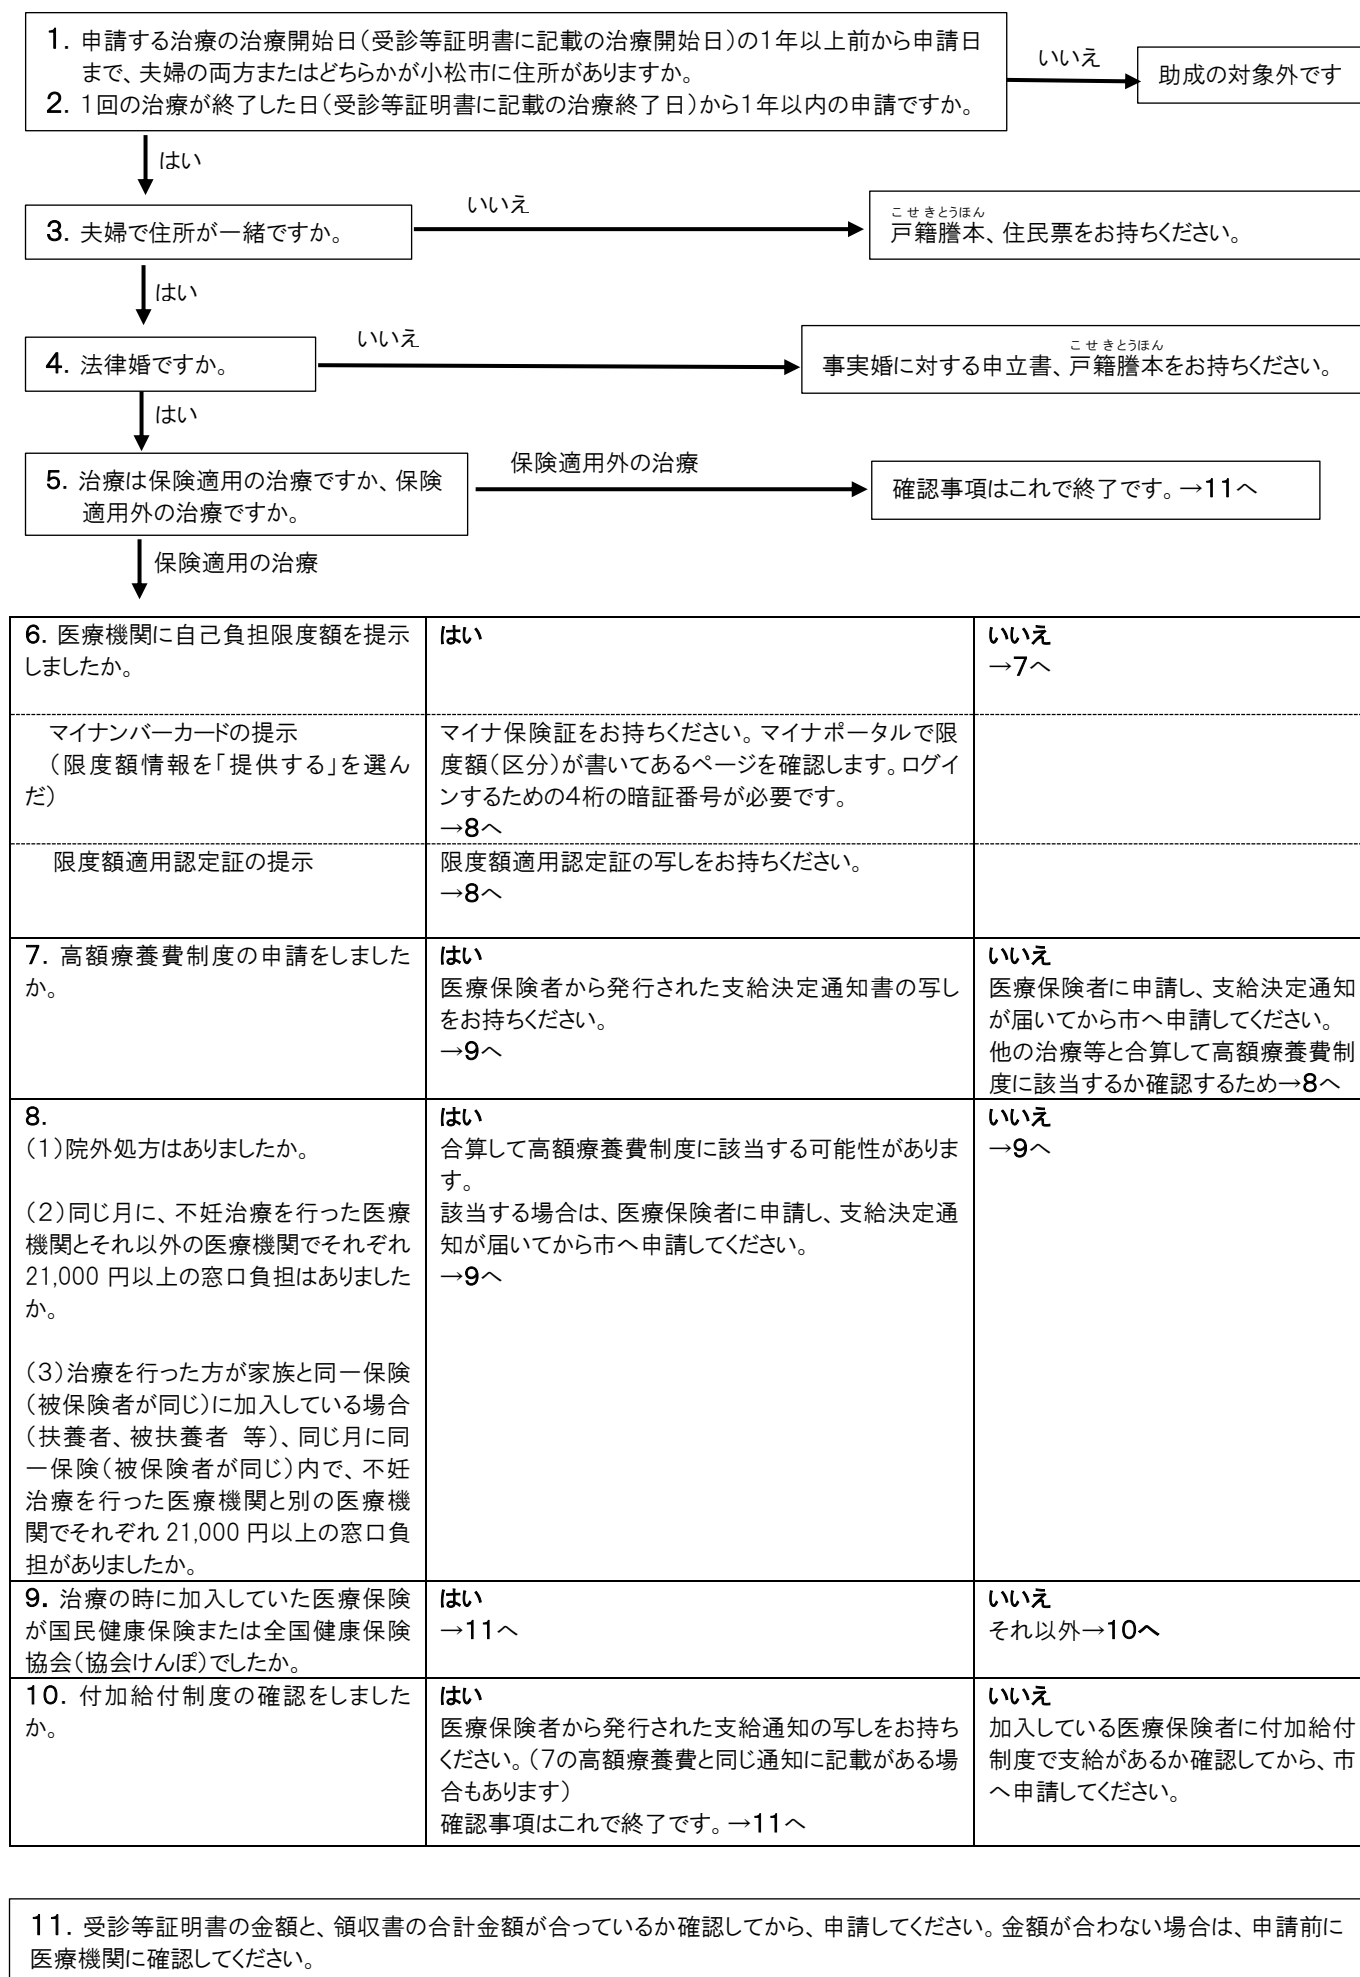 1. 申請する治療の治療開始日(受診等証明書に記載の治療開始日)の1年以上前から申請日
まで、夫婦の両方またはどちらかが小松市に住所がありますか。
2. 1回の治療が終了した日(受診等証明書に記載の治療終了日)から1年以内の申請ですか。
いいえ
助成の対象外です
はい
3. 夫婦で住所が一緒ですか。
いいえ
こせきとうほん
戸籍謄本、住民票をお持ちください。
はい
4. 法律婚ですか。
いいえ
こせきとうほん
事実婚に対する申立書、戸籍謄本をお持ちください。
はい
5. 治療は保険適用の治療ですか、保険
適用外の治療ですか。
保険適用外の治療
確認事項はこれで終了です。→11へ
保険適用の治療
6. 医療機関に自己負担限度額を提示
しましたか。
はい
いいえ
→7へ
マイナンバーカードの提示
(限度額情報を「提供する」を選ん
だ)
マイナ保険証をお持ちください。マイナポータルで限
度額(区分)が書いてあるページを確認します。ログイ
ンするための4桁の暗証番号が必要です。
→8へ
限度額適用認定証の提示
限度額適用認定証の写しをお持ちください。
→8へ
7. 高額療養費制度の申請をしました
か。
はい
医療保険者から発行された支給決定通知書の写し
をお持ちください。
→9へ
いいえ
医療保険者に申請し、支給決定通知
が届いてから市へ申請してください。
他の治療等と合算して高額療養費制
度に該当するか確認するため→8へ
8.
(1)院外処方はありましたか。
(2)同じ月に、不妊治療を行った医療
機関とそれ以外の医療機関でそれぞれ
21,000 円以上の窓口負担はありました
か。
(3)治療を行った方が家族と同一保険
(被保険者が同じ)に加入している場合
(扶養者、被扶養者 等)、同じ月に同
一保険(被保険者が同じ)内で、不妊
治療を行った医療機関と別の医療機
関でそれぞれ 21,000 円以上の窓口負
担がありましたか。
はい
合算して高額療養費制度に該当する可能性がありま
す。
該当する場合は、医療保険者に申請し、支給決定通
知が届いてから市へ申請してください。
→9へ
いいえ
→9へ
9. 治療の時に加入していた医療保険
が国民健康保険または全国健康保険
協会(協会けんぽ)でしたか。
はい
→11へ
いいえ
それ以外→10へ
10. 付加給付制度の確認をしました
か。
はい
医療保険者から発行された支給通知の写しをお持ち
ください。(7の高額療養費と同じ通知に記載がある場
合もあります)
確認事項はこれで終了です。→11へ
いいえ
加入している医療保険者に付加給付
制度で支給があるか確認してから、市
へ申請してください。
11. 受診等証明書の金額と、領収書の合計金額が合っているか確認してから、申請してください。金額が合わない場合は、申請前に
医療機関に確認してください。